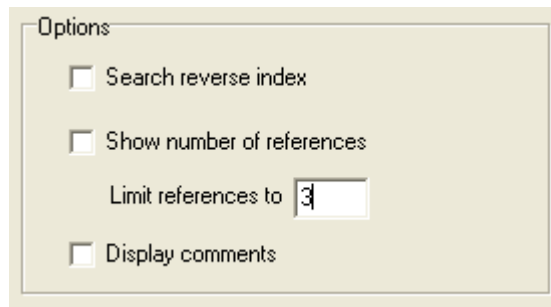 Options
Search reverse index
Show number of references
Limit references to 3
Display comments